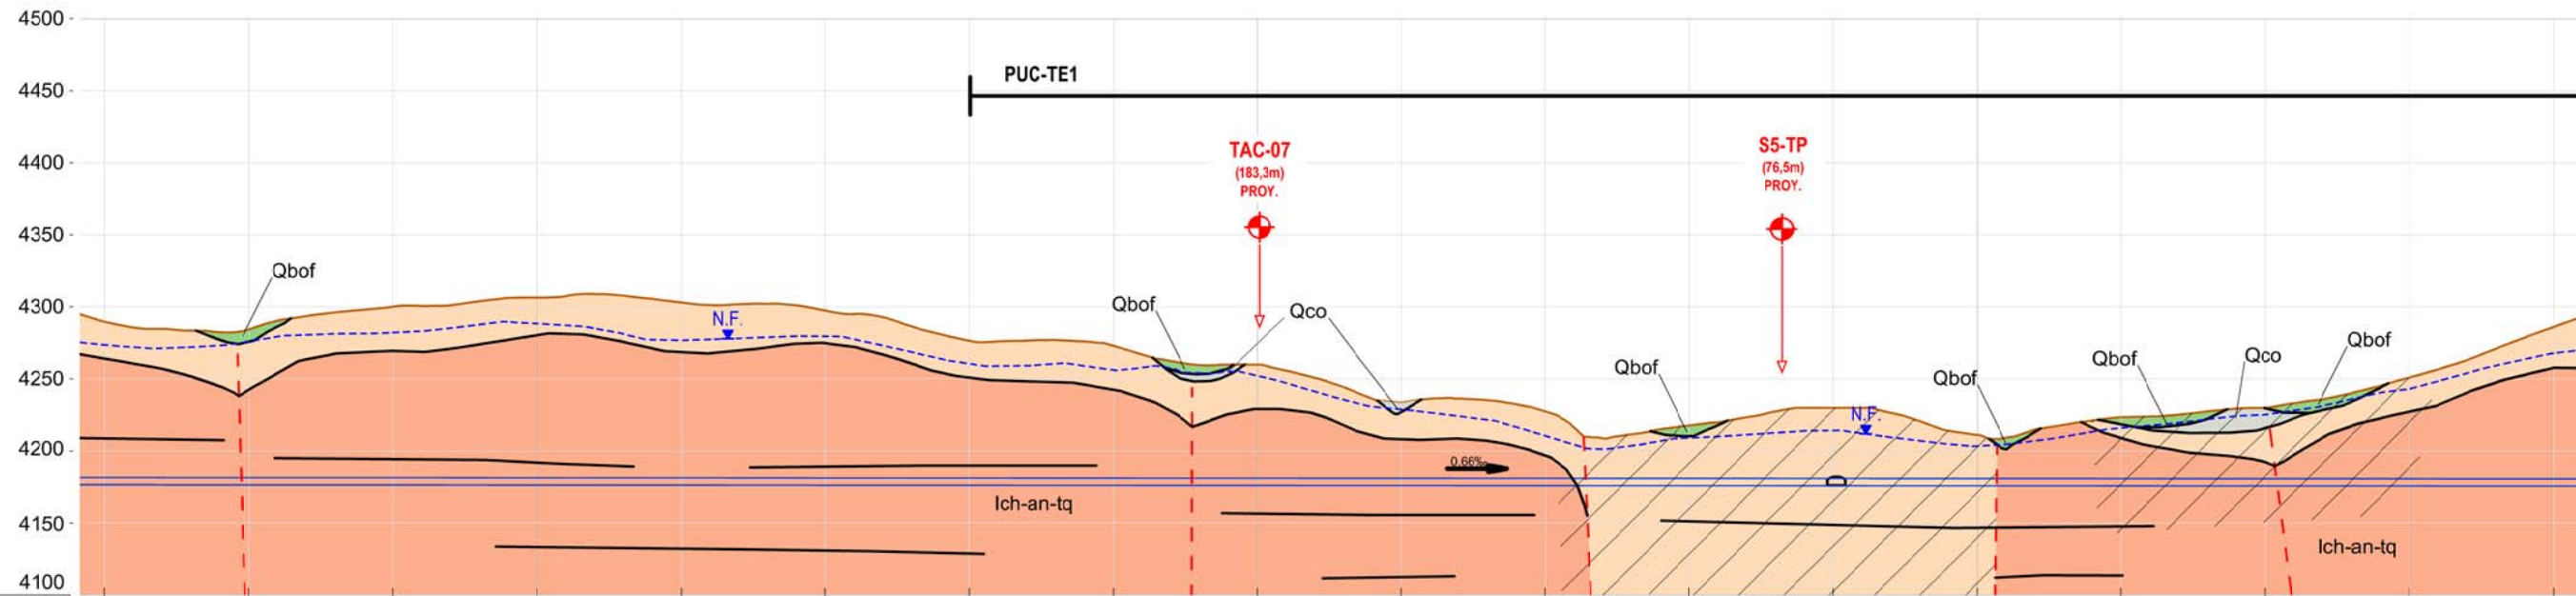 4500
4450
4400
4350
4300
4250
4200
4150
4100
PUC-TE1
TAC-07
(183,3m)
PROY.
S5-TP
(76,5m)
PROY.
Qbof
N.F.
Qbof
Qco
Qbof
N.F.
Qbof
Qbof
Qco
Qbof
0.66‰
Ich-an-tq
D
Ich-an-tq